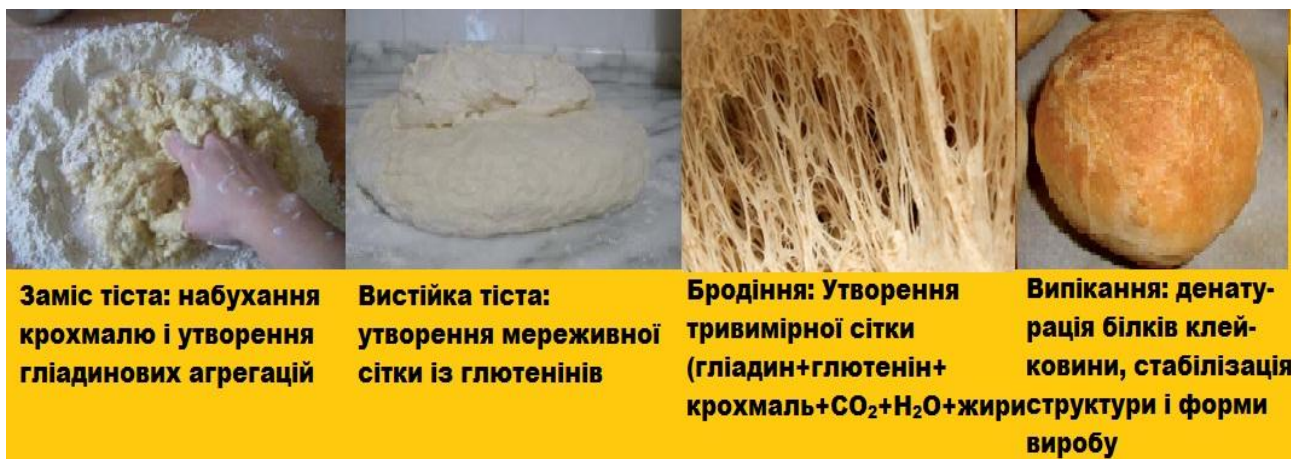 Заміс тіста: набухання
крохмалю і утворення
гліадинових агрегацій
Вистійка тіста:
утворення мереживної
сітки із глютенінів
Бродіння: Утворення
тривимірної сітки
(гліадин+глютенін+
крохмаль+CO₂+H₂O+жири
Випікання: денату-
рація білків клей-
ковини, стабілізація
структури і форми
виробу